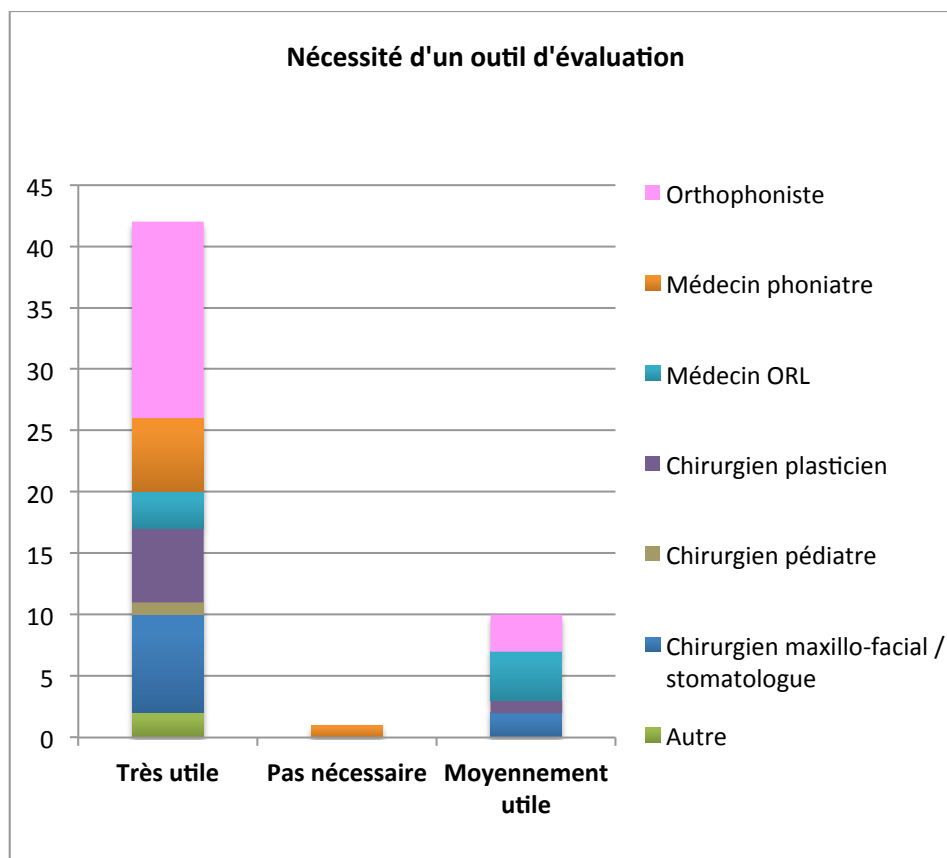 Nécessité d'un outil d'évaluation
45
40
35
30
25
20
15
10
5
0
Très utile
Pas nécessaire
Moyennement
utile
Orthophoniste
Médecin phoniatre
Médecin ORL
Chirurgien plasticien
Chirurgien pédiatre
Chirurgien maxillo-facial /
stomatologue
Autre